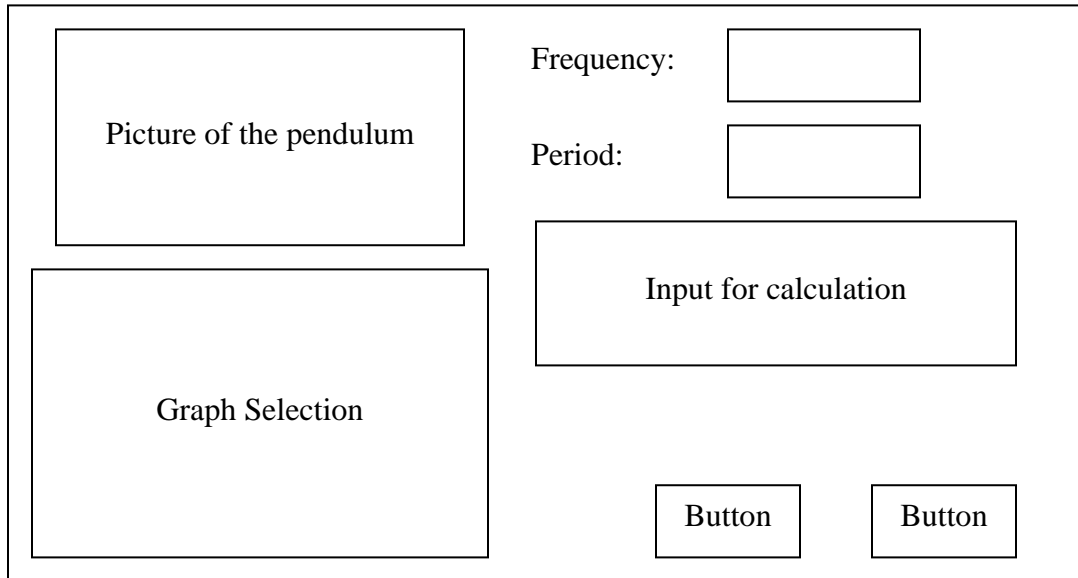 Picture of the pendulum
Frequency:
Period:
Input for calculation
Graph Selection
Button
Button